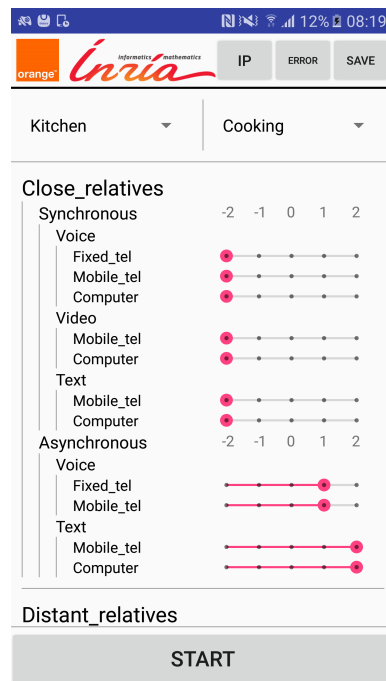 12% 08:19
orange™ informatics mathematics Inria IP ERROR SAVE
Kitchen Cooking
Close_relatives
Synchronous -2 -1 0 1 2
Voice
Fixed_tel
Mobile_tel
Computer
Video
Mobile_tel
Computer
Text
Mobile_tel
Computer
Asynchronous -2 -1 0 1 2
Voice
Fixed_tel
Mobile_tel
Text
Mobile_tel
Computer
Distant_relatives
START